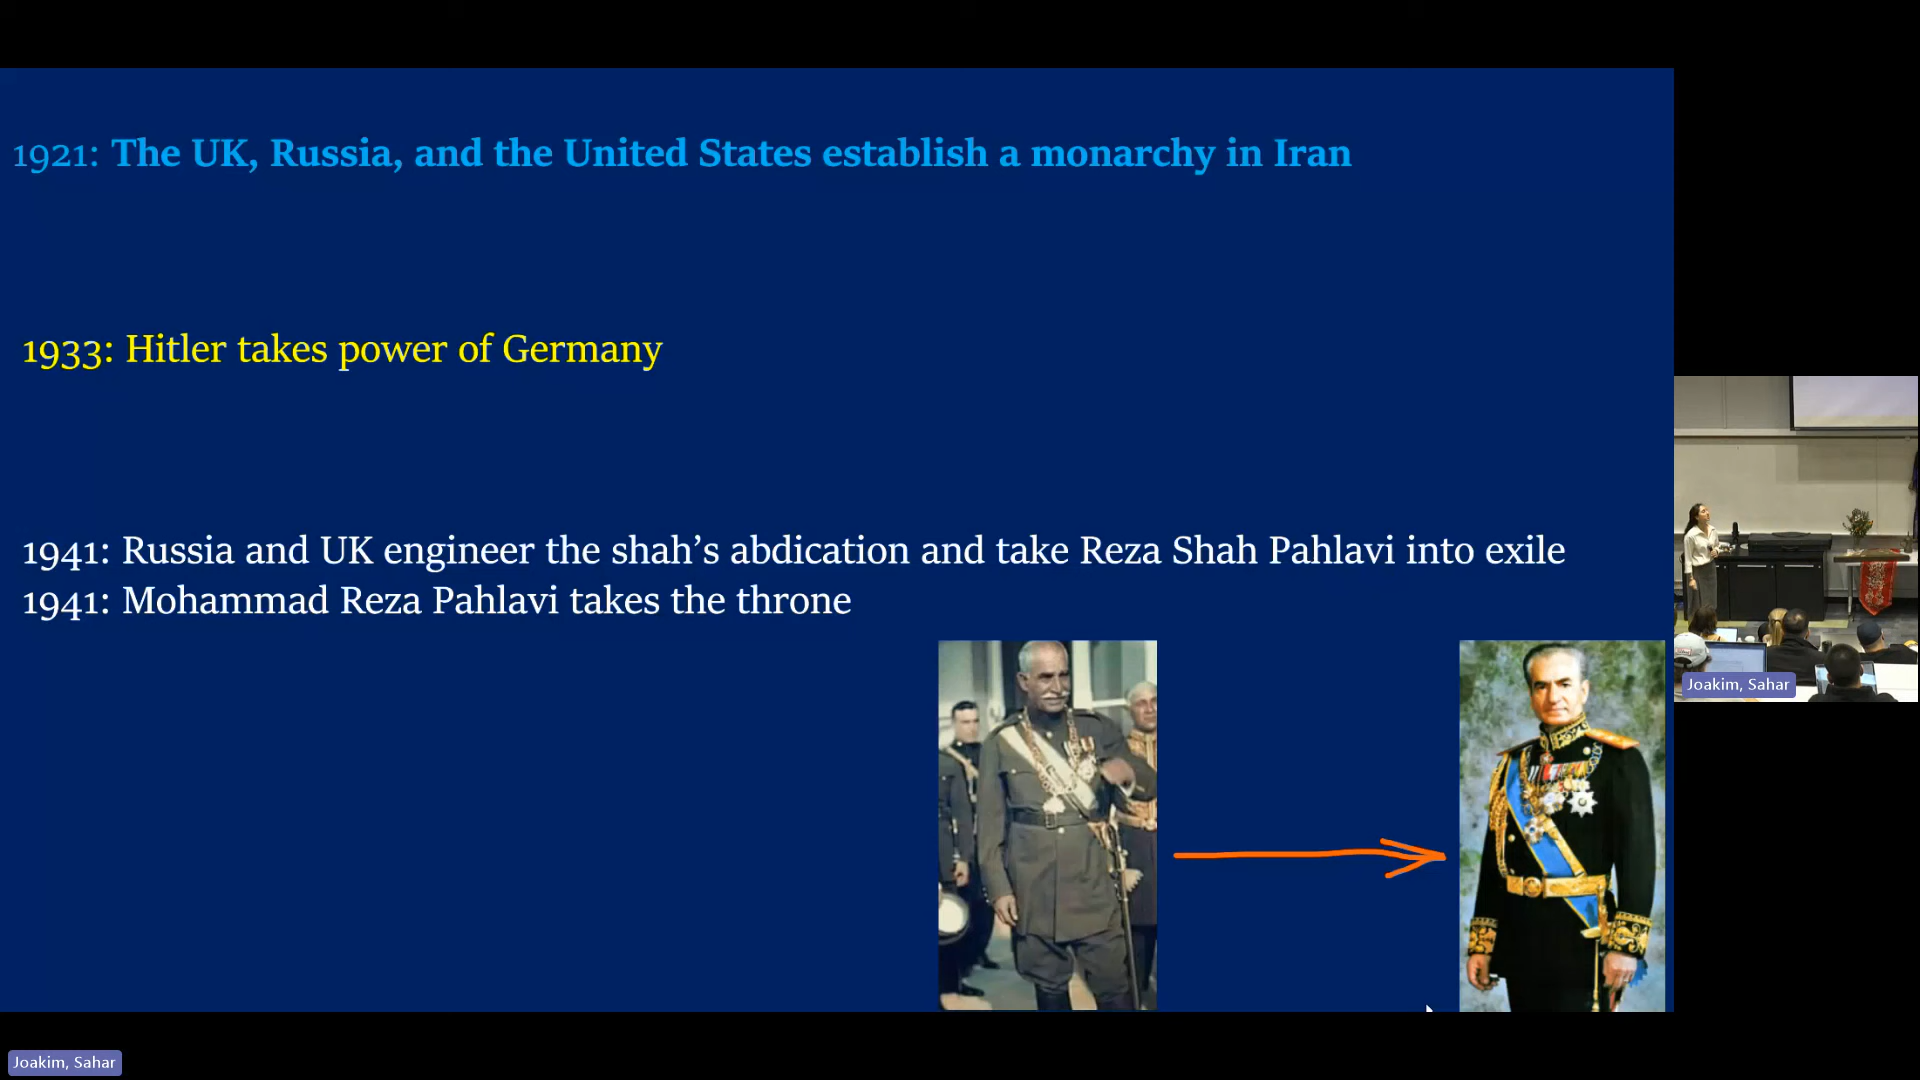 1921: The UK, Russia, and the United States establish a monarchy in Iran
1933: Hitler takes power of Germany
1941: Russia and UK engineer the shah’s abdication and take Reza Shah Pahlavi into exile
1941: Mohammad Reza Pahlavi takes the throne
Joakim, Sahar
Joakim, Sahar